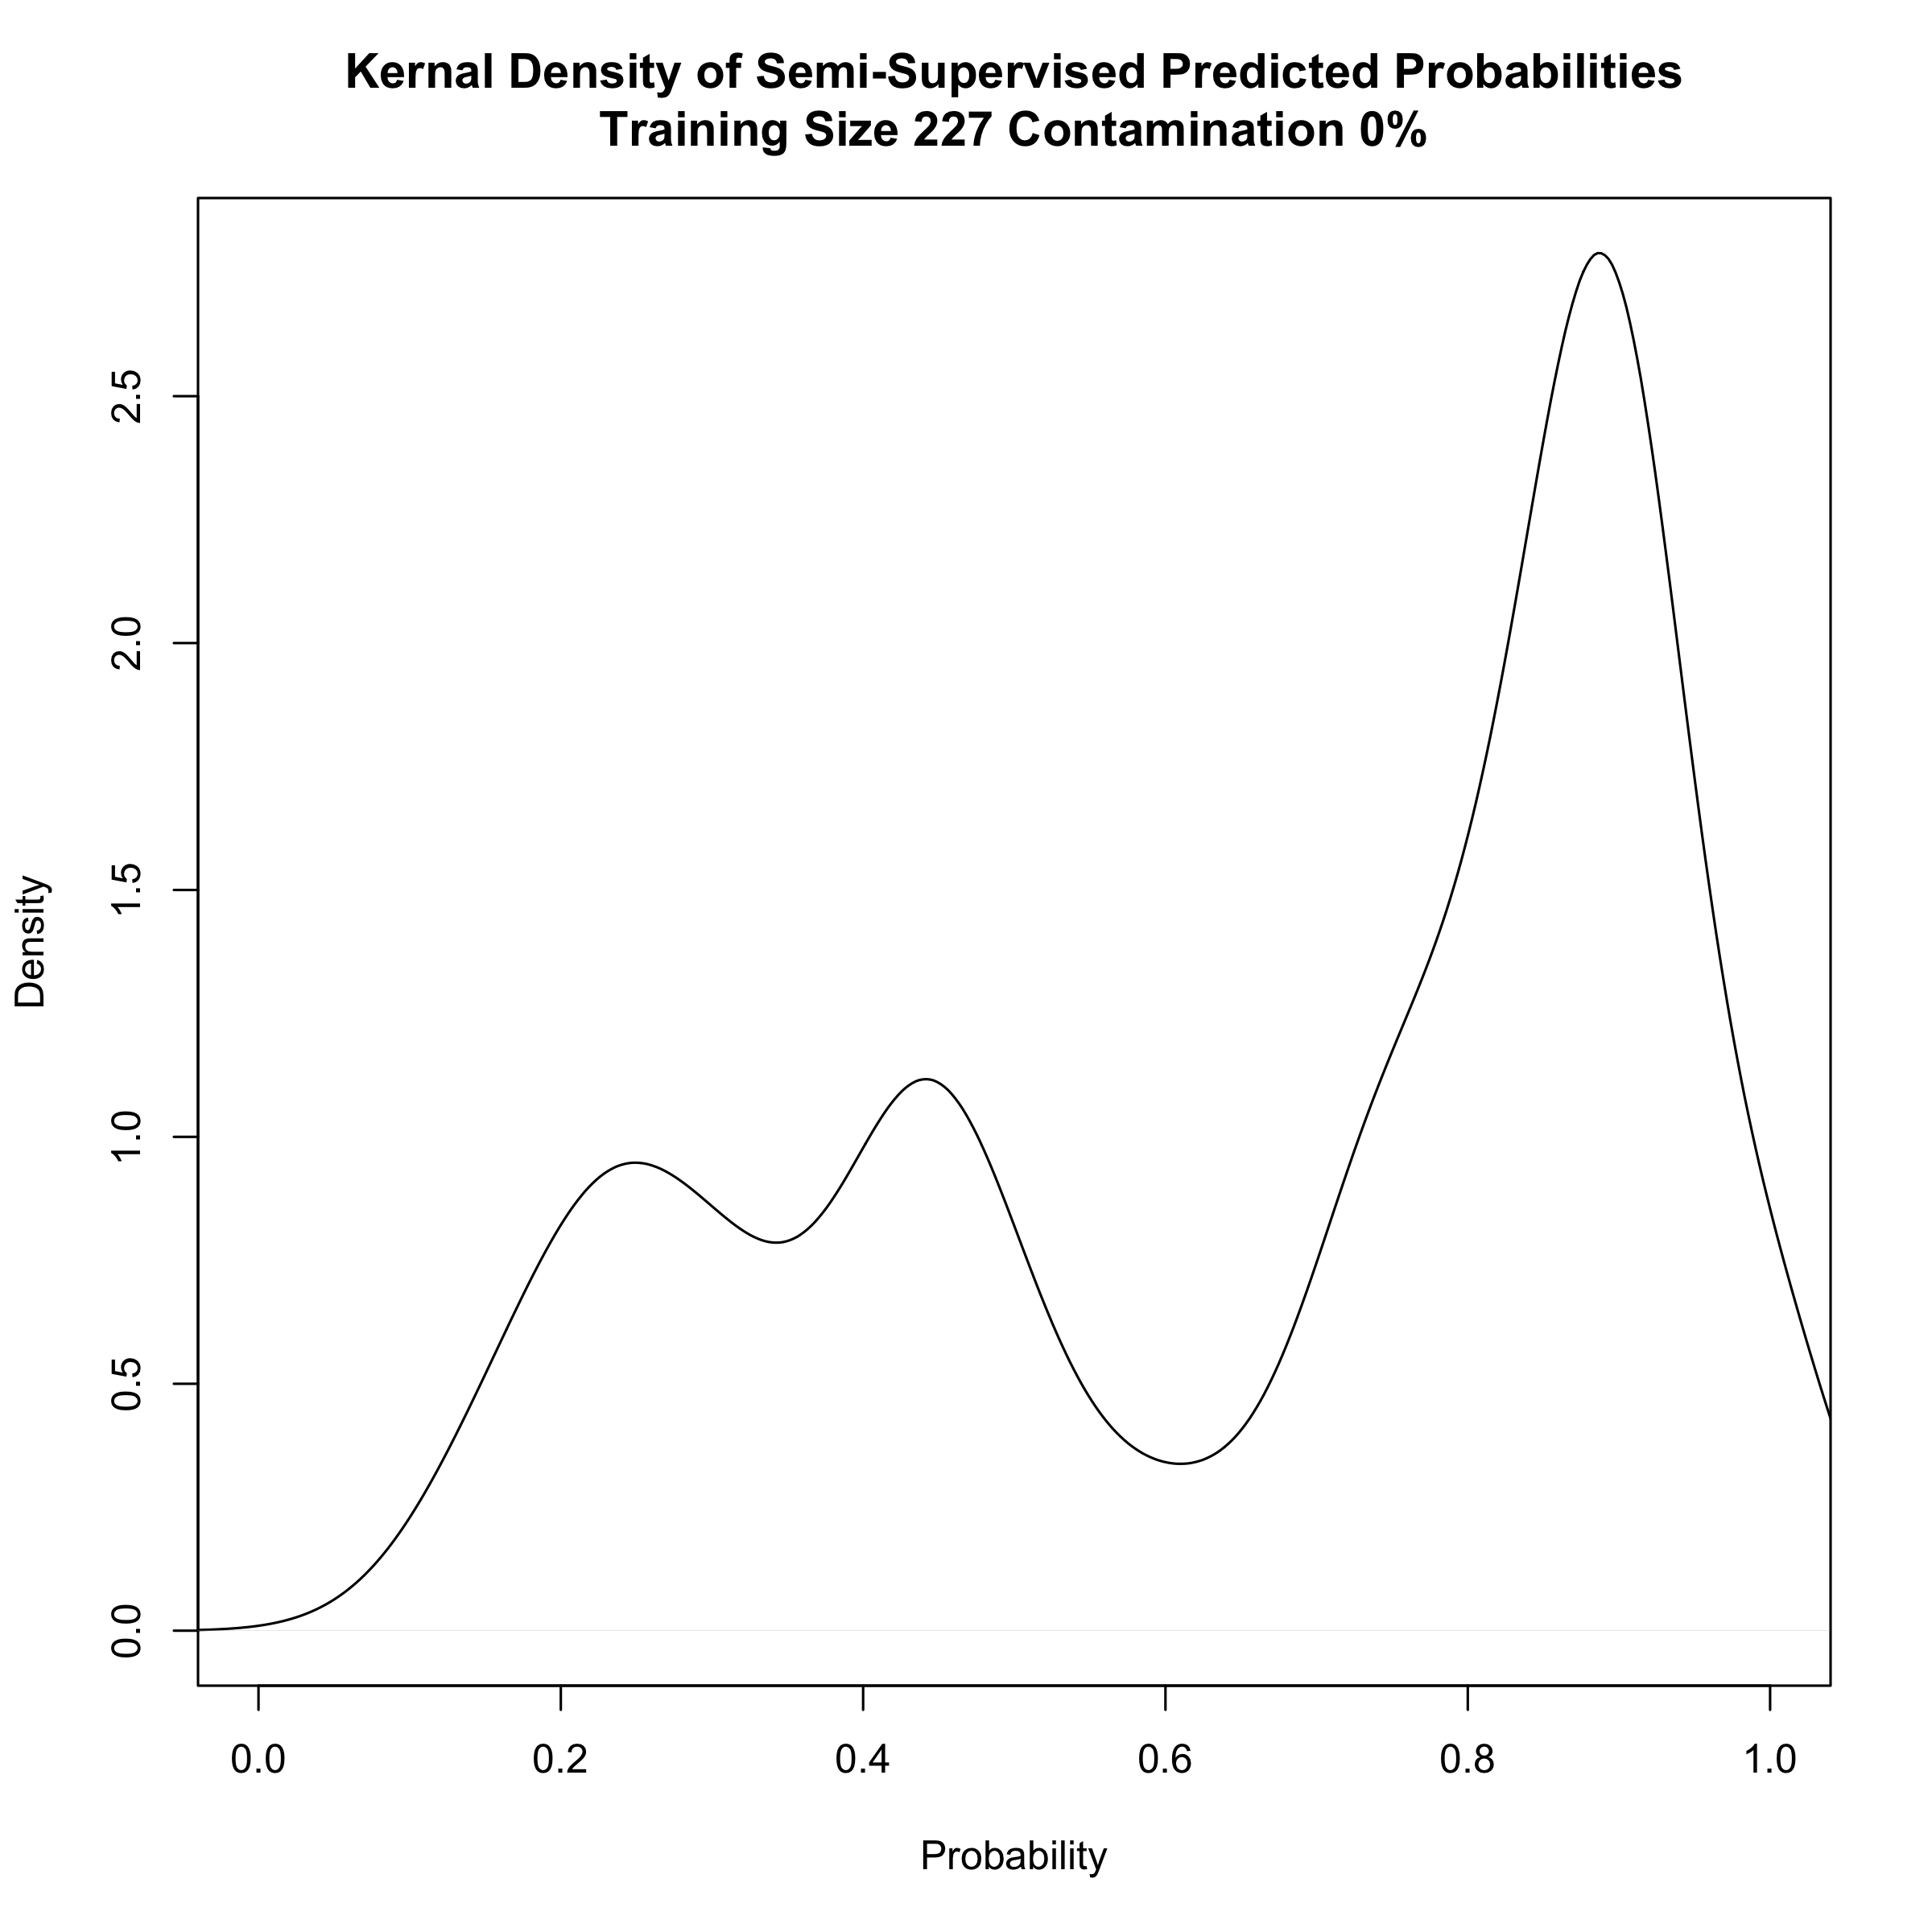 Kernal Density of Semi-Supervised Predicted Probabilities
Training Size 227 Contamination 0%
Density
2.5
2.0
1.5
1.0
0.5
0.0
0.0 0.2 0.4 0.6 0.8 1.0
Probability